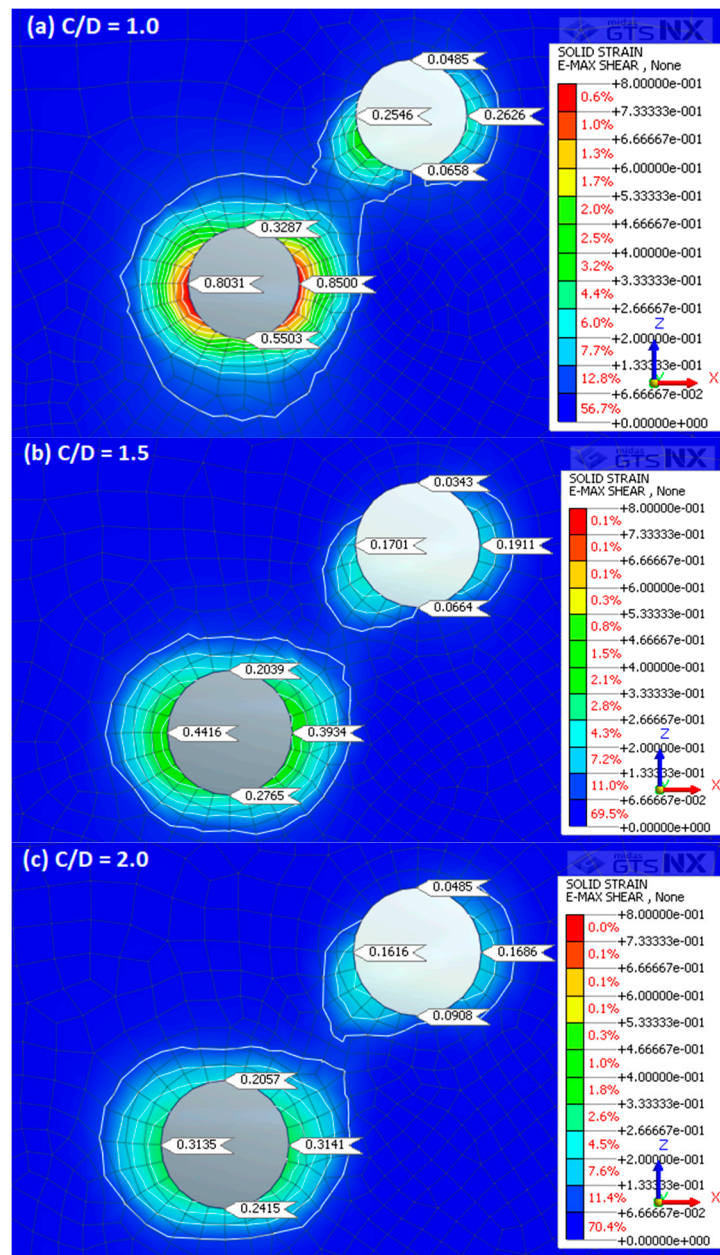 (a) C/D = 1.0
midas
GTS NX
SOLID STRAIN
E-MAX SHEAR , None
+8.00000e-001
0.6%
+7.33333e-001
1.0%
+6.66667e-001
1.3%
+6.00000e-001
1.7%
+5.33333e-001
2.0%
+4.66667e-001
2.5%
+4.00000e-001
3.2%
+3.33333e-001
4.4%
+2.66667e-001
6.0%
+2.00000e-001
7.7%
+1.33333e-001
12.8%
+6.66667e-002
56.7%
+0.00000e+000
Z
X
0.0485
0.2546
0.2626
0.0658
0.3287
0.8031
0.8500
0.5503
(b) C/D = 1.5
midas
GTS NX
SOLID STRAIN
E-MAX SHEAR , None
+8.00000e-001
0.1%
+7.33333e-001
0.1%
+6.66667e-001
0.1%
+6.00000e-001
0.3%
+5.33333e-001
0.8%
+4.66667e-001
1.5%
+4.00000e-001
2.1%
+3.33333e-001
2.8%
+2.66667e-001
4.3%
+2.00000e-001
7.2%
+1.33333e-001
11.0%
+6.66667e-002
69.5%
+0.00000e+000
Z
X
0.0343
0.1701
0.1911
0.0664
0.2039
0.4416
0.3934
0.2765
(c) C/D = 2.0
midas
GTS NX
SOLID STRAIN
E-MAX SHEAR , None
+8.00000e-001
0.0%
+7.33333e-001
0.1%
+6.66667e-001
0.1%
+6.00000e-001
0.1%
+5.33333e-001
0.3%
+4.66667e-001
1.0%
+4.00000e-001
1.8%
+3.33333e-001
2.6%
+2.66667e-001
4.5%
+2.00000e-001
7.6%
+1.33333e-001
11.4%
+6.66667e-002
70.4%
+0.00000e+000
Z
X
0.0485
0.1616
0.1686
0.0908
0.2057
0.3135
0.3141
0.2415